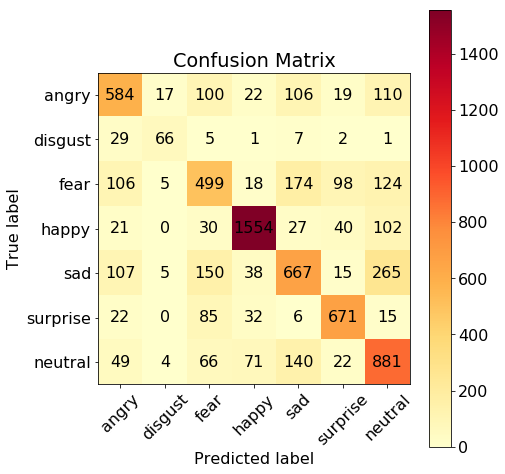 Confusion Matrix
True label
angry 584 17 100 22 106 19 110
disgust 29 66 5 1 7 2 1
fear 106 5 499 18 174 98 124
happy 21 0 30 1554 27 40 102
sad 107 5 150 38 667 15 265
surprise 22 0 85 32 6 671 15
neutral 49 4 66 71 140 22 881
angry disgust fear happy sad surprise neutral
Predicted label
1400
1200
1000
800
600
400
200
0